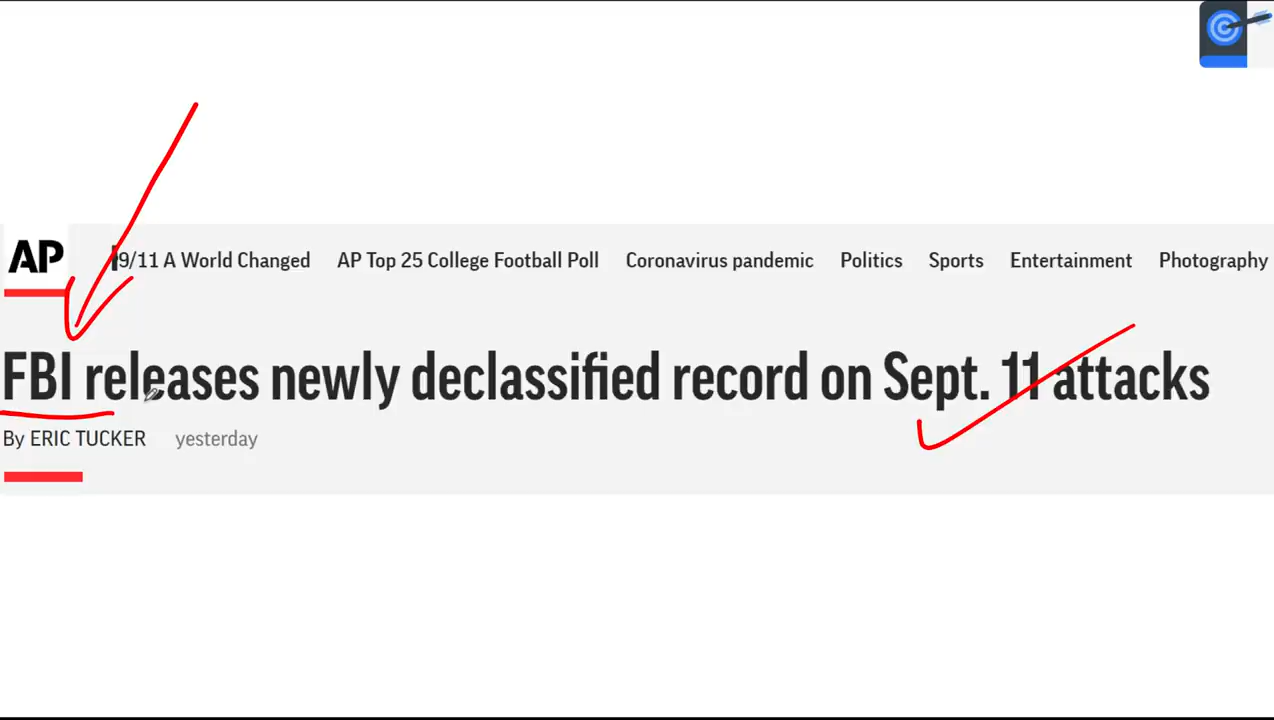 AP 9/11 A World Changed AP Top 25 College Football Poll Coronavirus pandemic Politics Sports Entertainment Photography
FBI releases newly declassified record on Sept. 11 attacks
By ERIC TUCKER yesterday